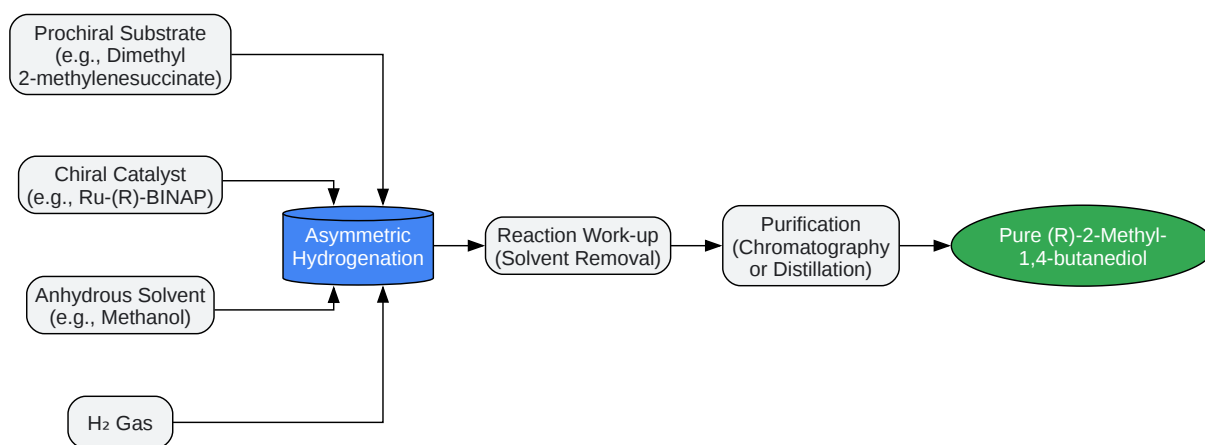 Prochiral Substrate
(e.g., Dimethyl
2-methylenesuccinate)
Chiral Catalyst
(e.g., Ru-(R)-BINAP)
Anhydrous Solvent
(e.g., Methanol)
H₂ Gas
Asymmetric
Hydrogenation
Reaction Work-up
(Solvent Removal)
Purification
(Chromatography
or Distillation)
Pure (R)-2-Methyl-
1,4-butanediol